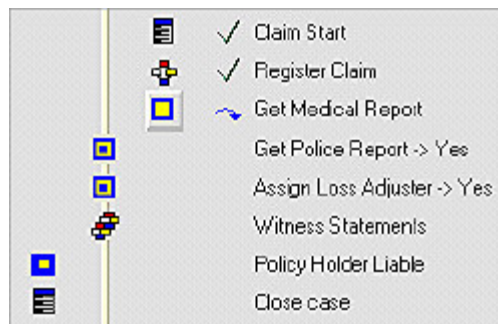 Claim Start
Register Claim
Get Medical Report
Get Police Report -> Yes
Assign Loss Adjuster -> Yes
Witness Statements
Policy Holder Liable
Close case